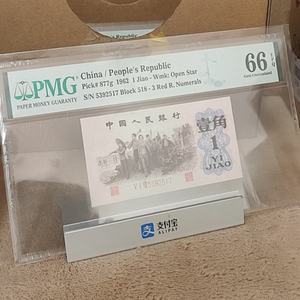 PMG
PAPER MONEY GUARANTY
China / People's Republic
Pick# 877g 1962 1 Jiao - Wmk: Open Star
S/N 5392517 Block 518 - 3 Red R. Numerals
66 EPQ
Gem Uncirculated
中国人民银行
壹角
1
YI
JIAO
5392517
支 支付宝
ALIPAY